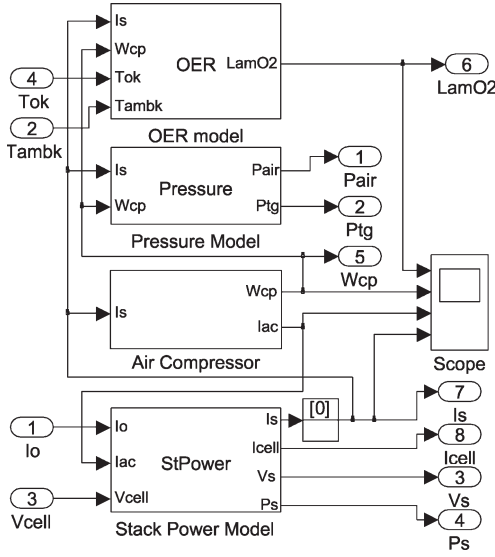 Is
Wcp
OER
LamO2
6
LamO2
4
Tok
Tok
2
Tambk
Tambk
OER model
Is
Pressure
Pair
1
Pair
Wcp
Ptg
2
Ptg
Pressure Model
5
Wcp
Is
Wcp
Iac
Air Compressor
Scope
Is
[0]
7
Is
1
Io
Io
StPower
Icell
8
Icell
Iac
Vs
3
Vs
3
Vcell
Vcell
Ps
4
Ps
Stack Power Model